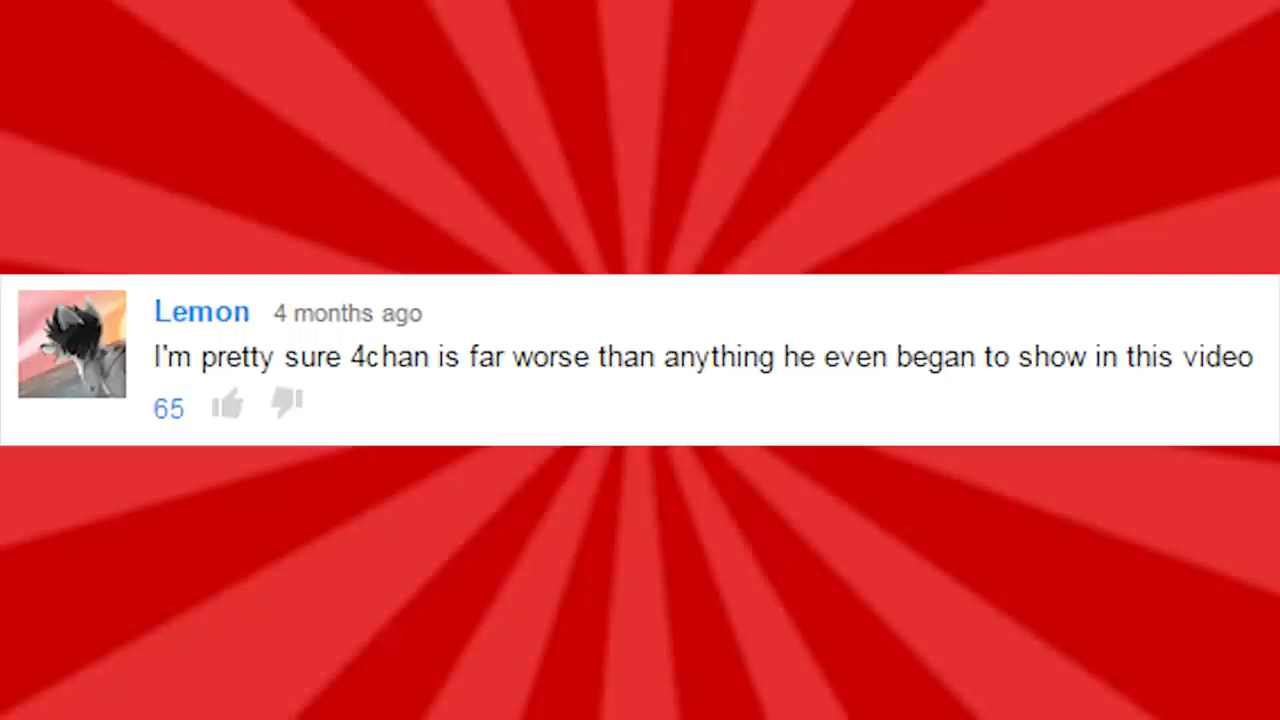 Lemon 4 months ago
I'm pretty sure 4chan is far worse than anything he even began to show in this video
65